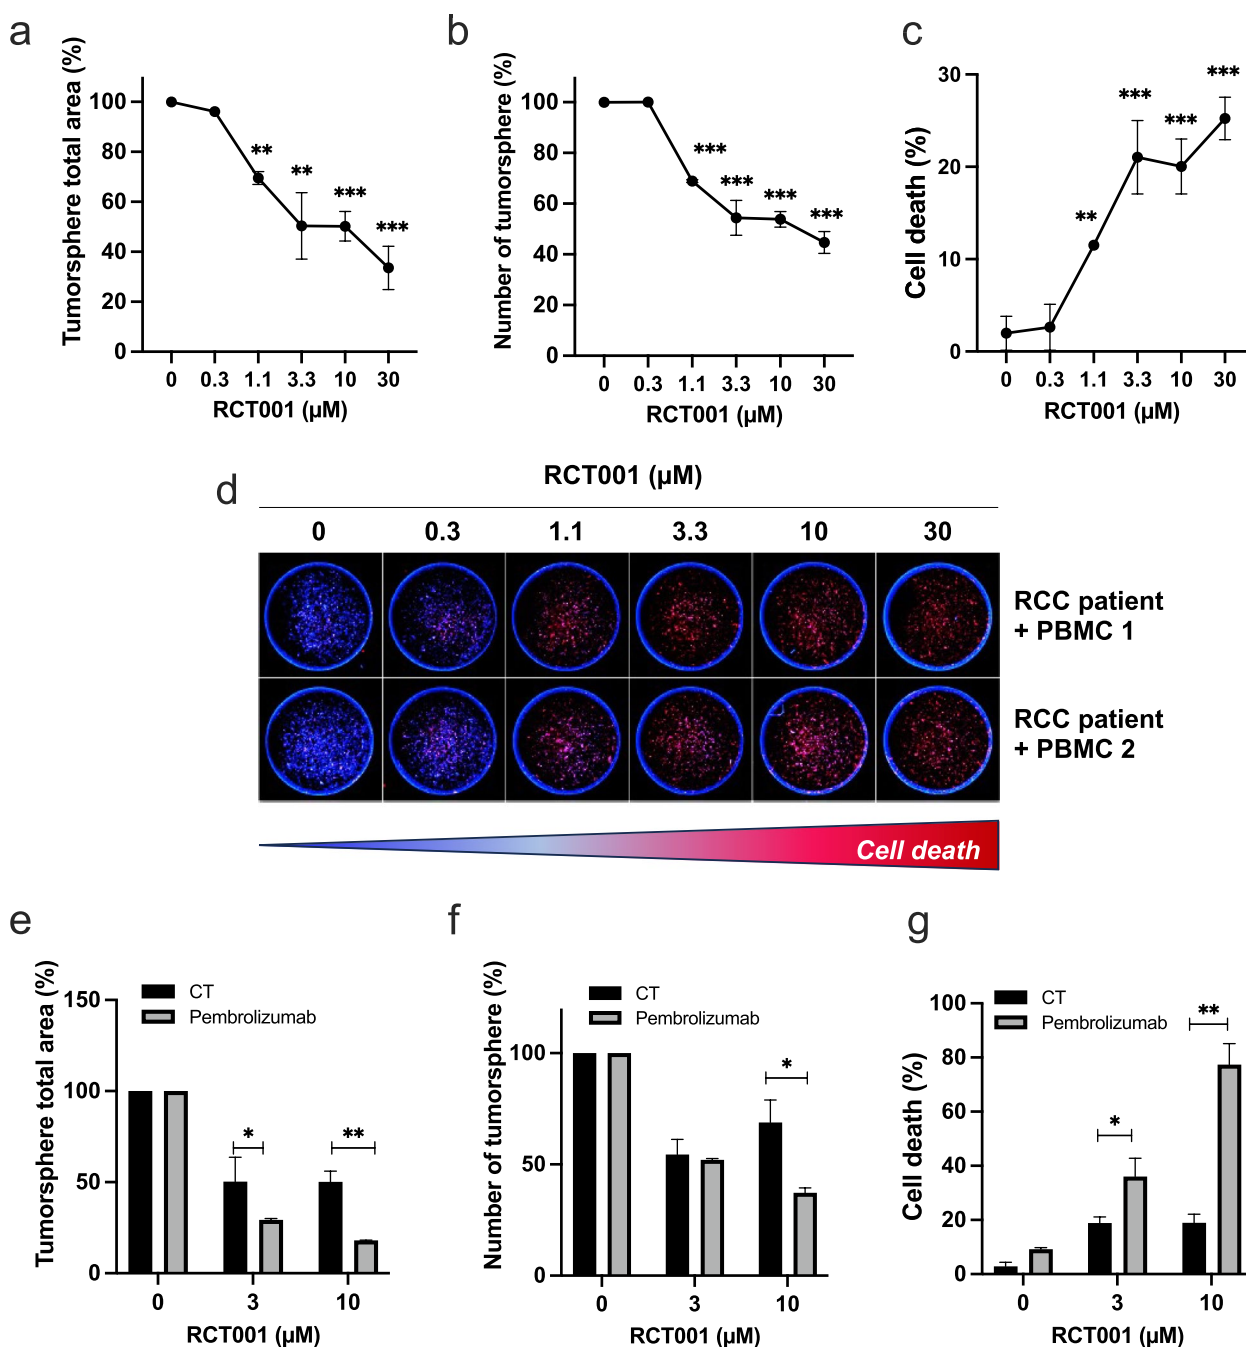 a
b
c
Tumorsphere total area (%)
100
80
60
40
20
0
** ** *** ***
0 0.3 1.1 3.3 10 30
RCT001 (µM)
Number of tumorsphere (%)
100
80
60
40
20
0
*** *** *** ***
0 0.3 1.1 3.3 10 30
RCT001 (µM)
Cell death (%)
30
20
10
0
** *** *** ***
0 0.3 1.1 3.3 10 30
RCT001 (µM)
d
RCT001 (µM)
0 0.3 1.1 3.3 10 30
RCC patient
+ PBMC 1
RCC patient
+ PBMC 2
Cell death
e
f
g
Tumorsphere total area (%)
CT
Pembrolizumab
150
100
50
0
* **
0 3 10
RCT001 (µM)
Number of tumorsphere (%)
CT
Pembrolizumab
100
50
0
*
0 3 10
RCT001 (µM)
Cell death (%)
CT
Pembrolizumab
100
80
60
40
20
0
* **
0 3 10
RCT001 (µM)